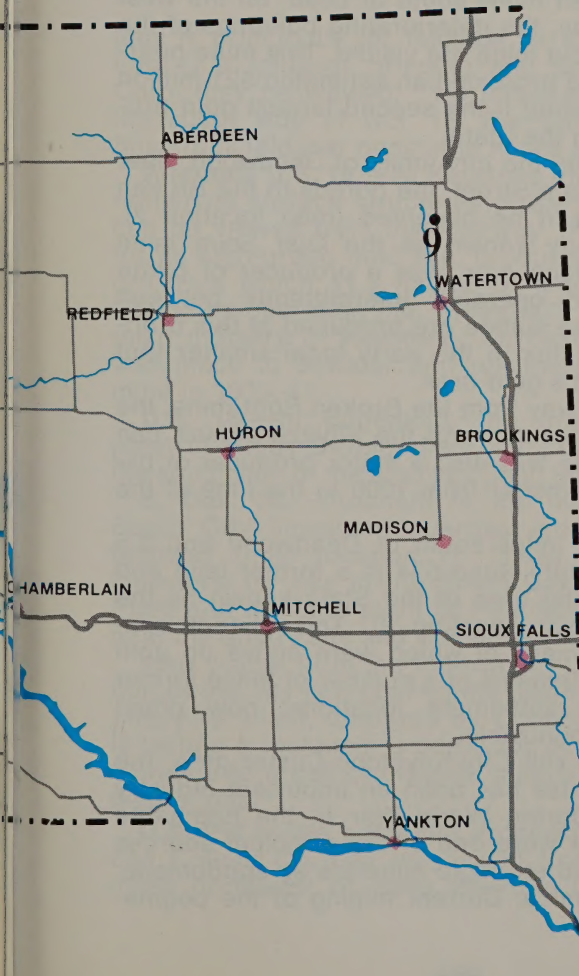 ABERDEEN
9
WATERTOWN
REDFIELD
HURON
BROOKINGS
MADISON
CHAMBERLAIN
MITCHELL
SIOUX FALLS
YANKTON